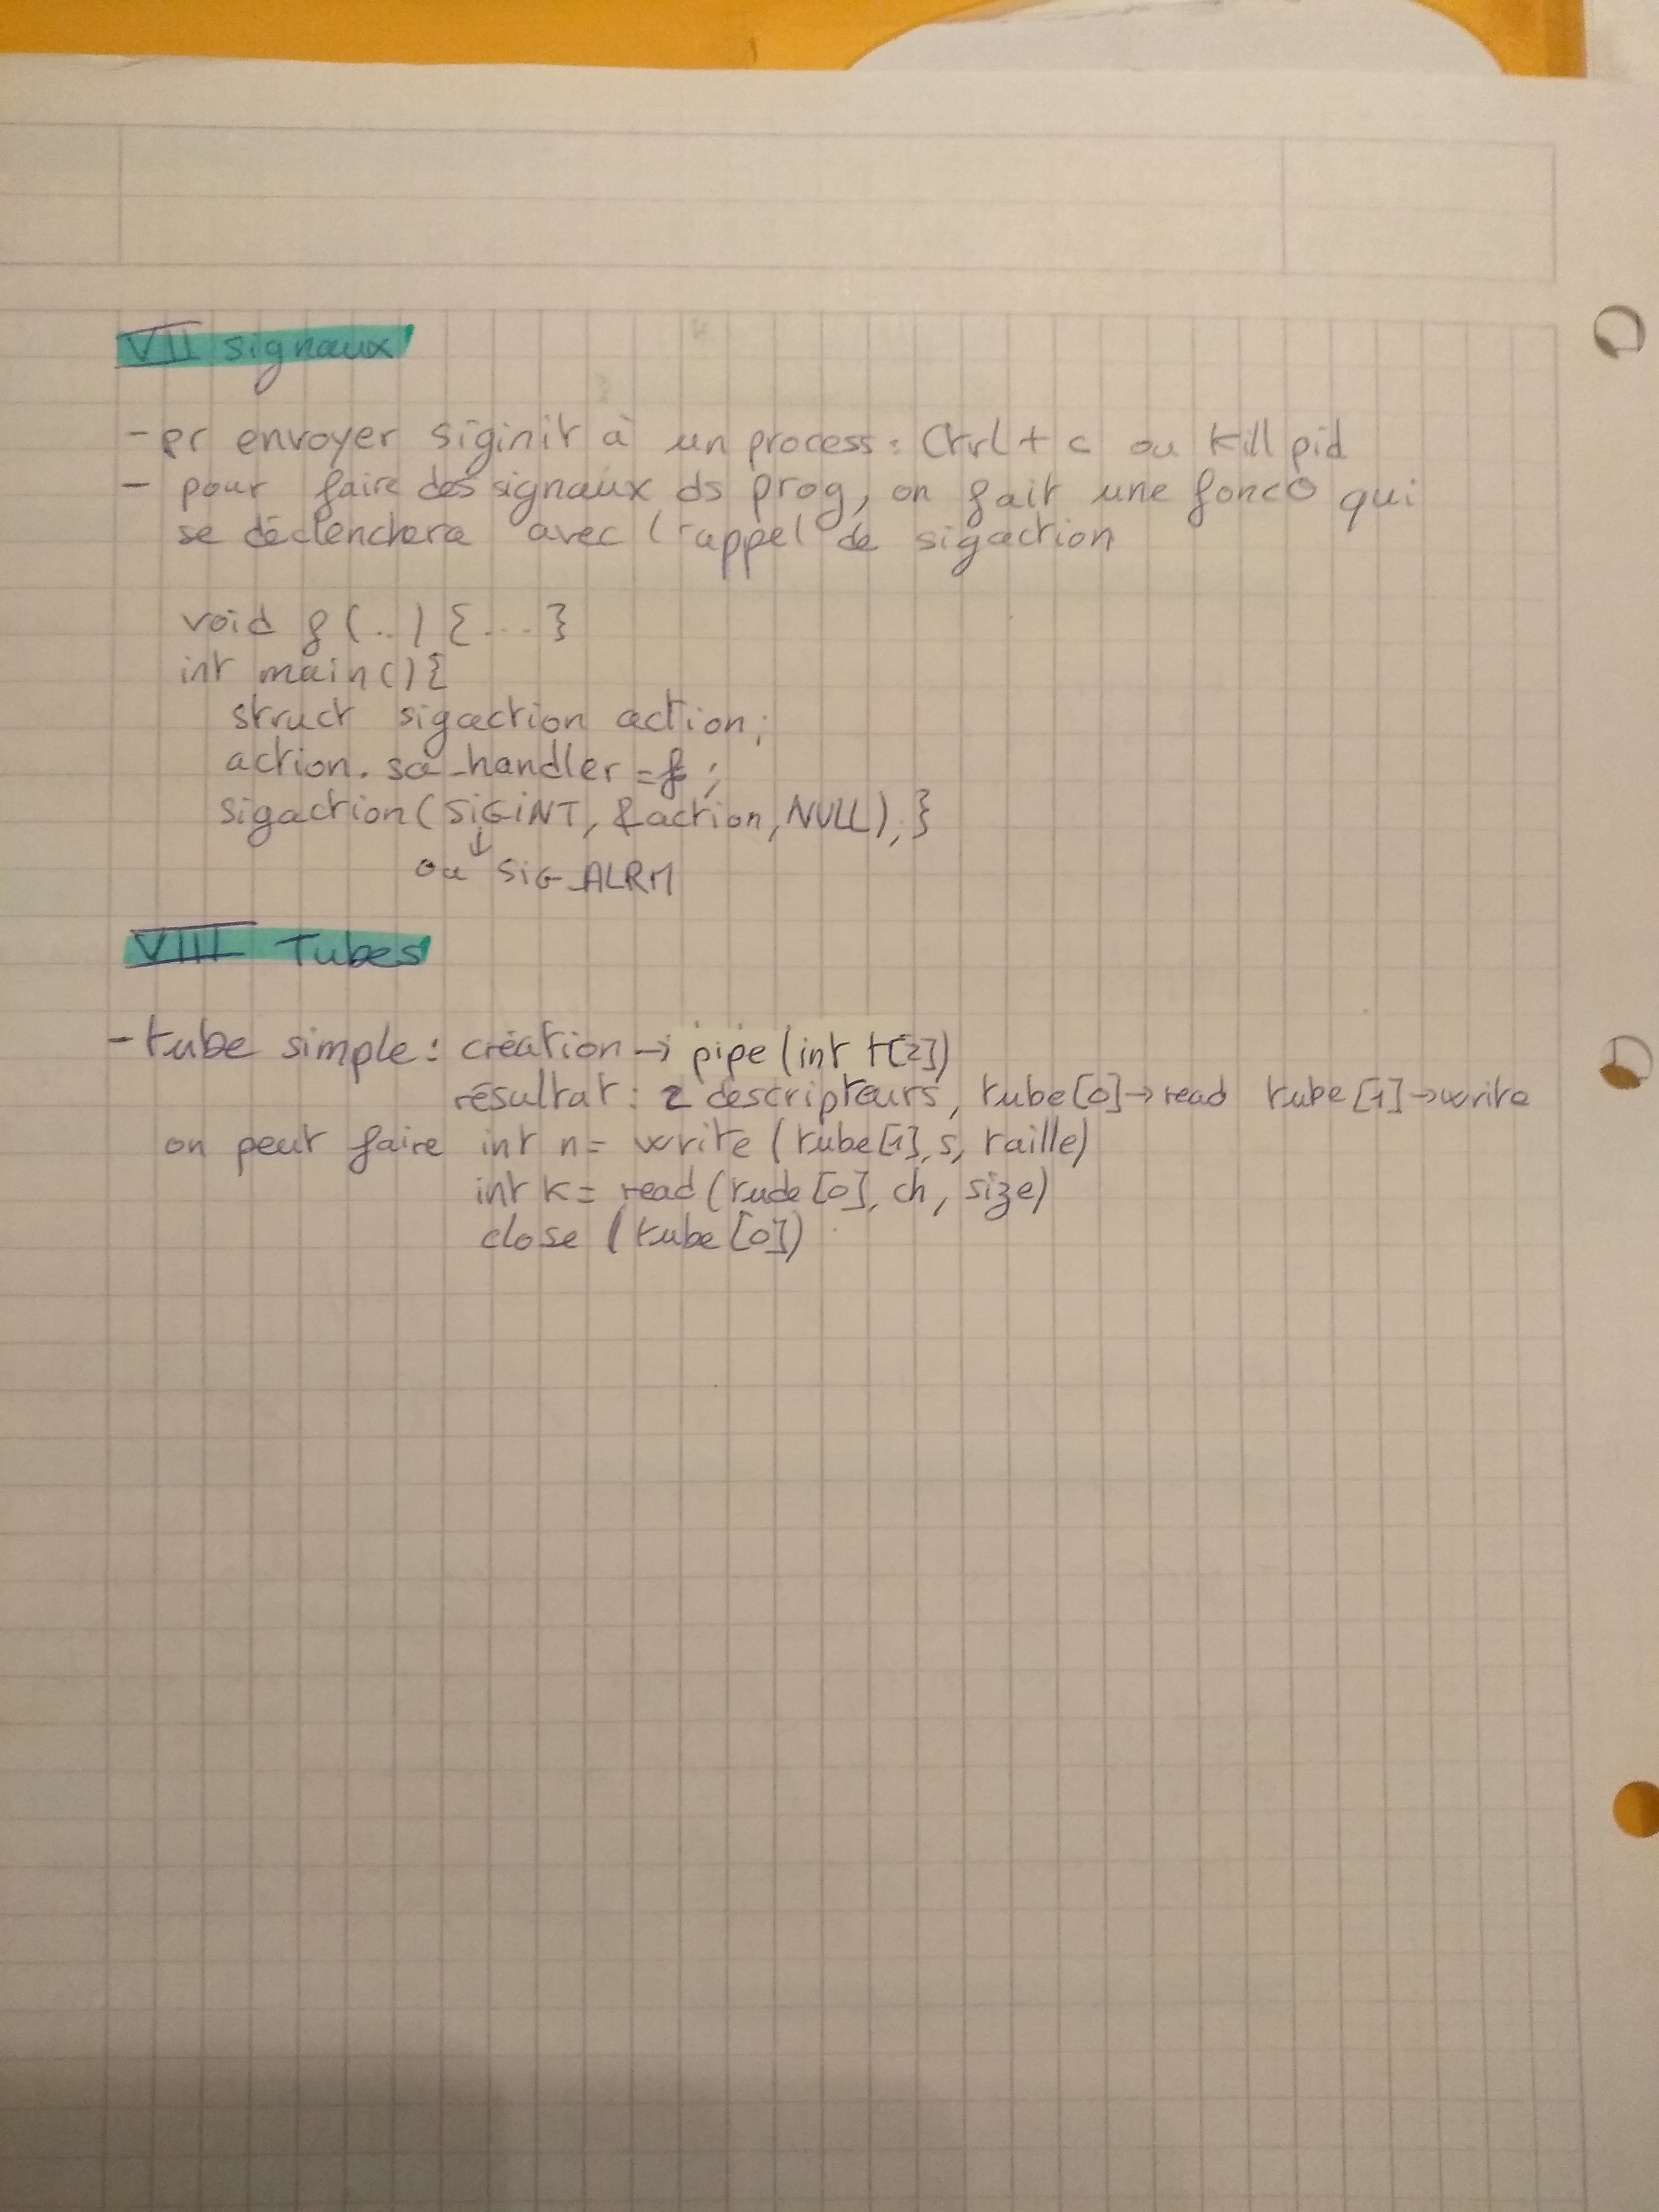 VII signaux
- pr envoyer siginit à un process : Ctrl + c ou kill pid
- pour faire des signaux ds prog, on fait une foncO qui
se déclenchera avec l'appel de sigaction
void f (..) {....}
int main() {
struct sigaction action;
action.sa_handler = f ;
sigaction(SIGINT, &action, NULL); }
↓
ou SIG_ALRM
VIII Tubes
- tube simple : création → pipe (int t[2])
résultat : 2 descripteurs, tube[0] → read tube [1] → write
on peut faire int n = write (tube[1], s, taille)
int k = read (tude [0], ch, size)
close (tube [0])